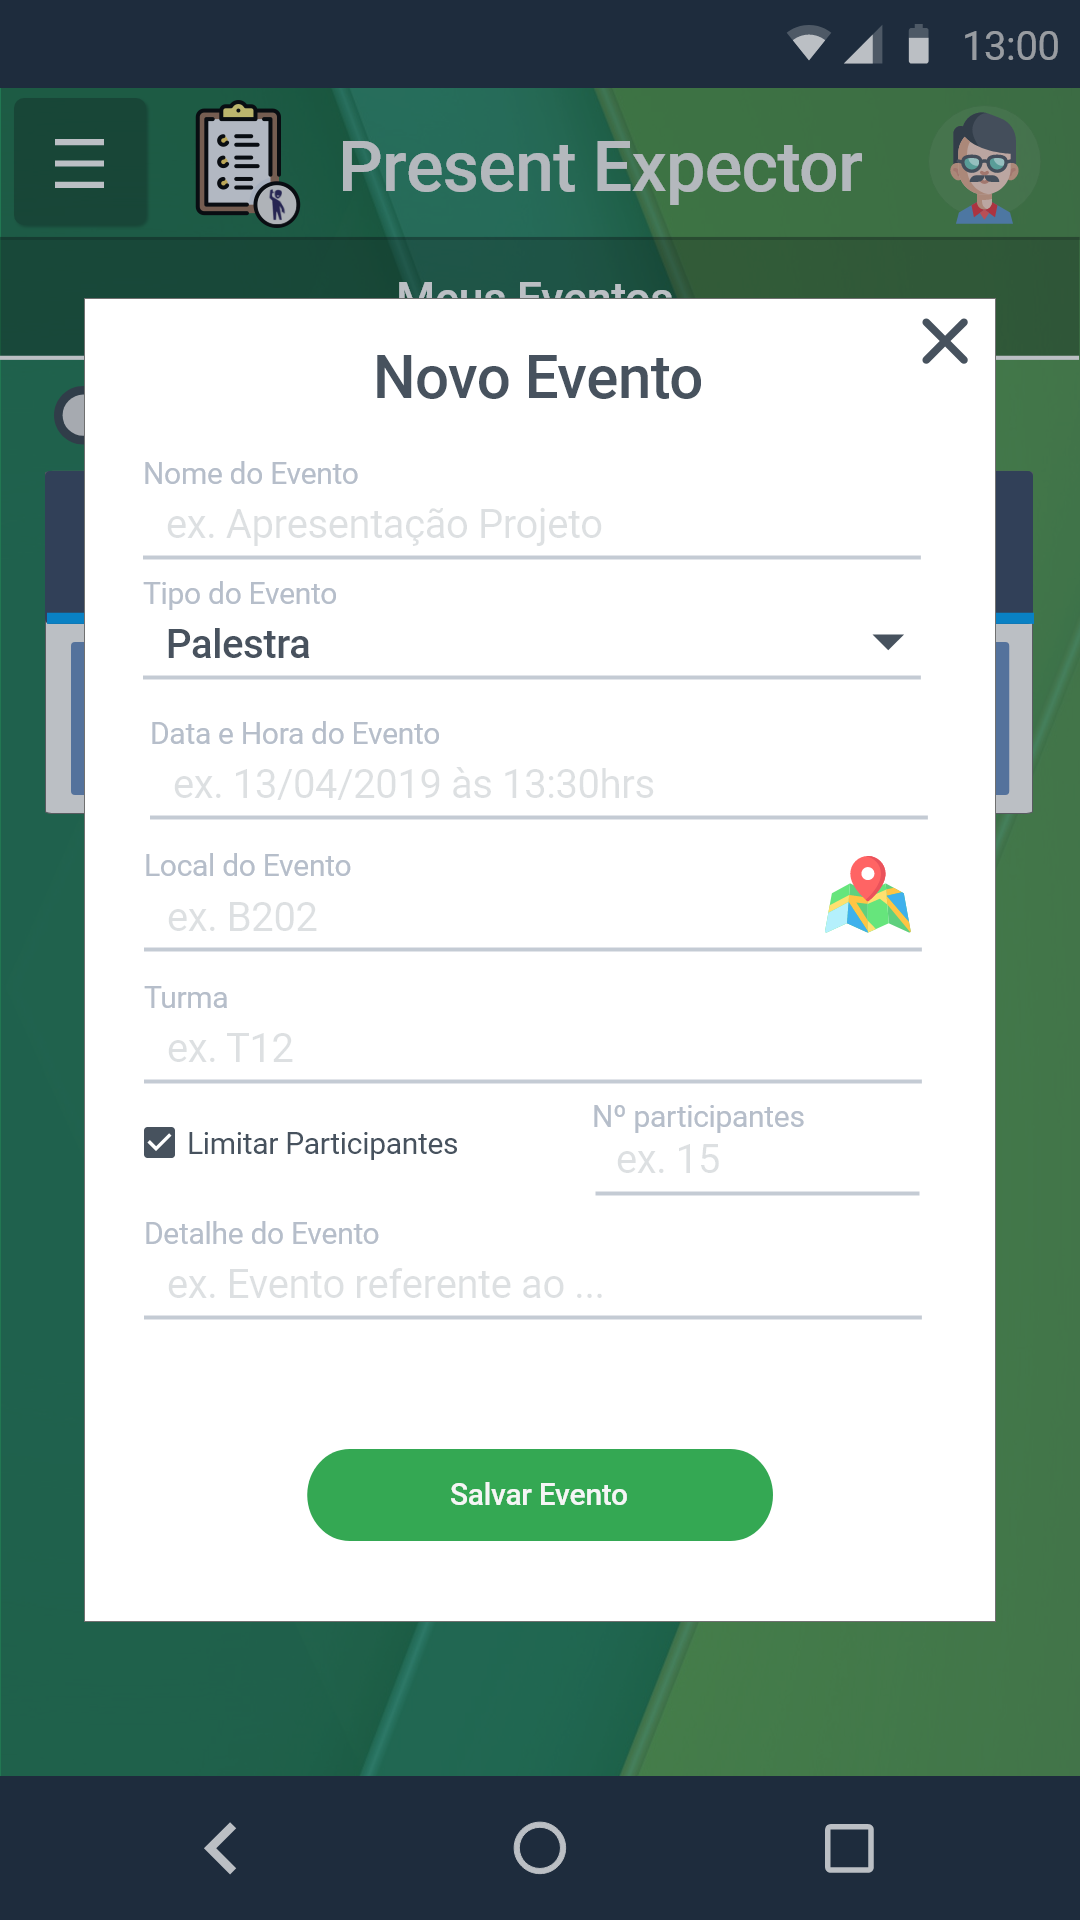 13:00
Present Expector
Meus Eventos
Novo Evento
Nome do Evento
ex. Apresentação Projeto
Tipo do Evento
Palestra
Data e Hora do Evento
ex. 13/04/2019 às 13:30hrs
Local do Evento
ex. B202
Turma
ex. T12
Limitar Participantes
Nº participantes
ex. 15
Detalhe do Evento
ex. Evento referente ao ...
Salvar Evento